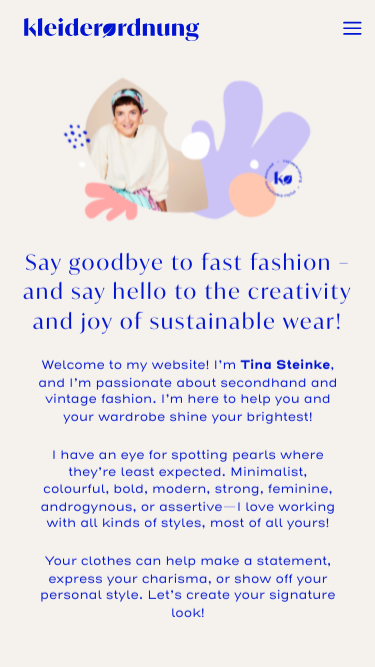 kleiderordnung
kø
Say goodbye to fast fashion –
and say hello to the creativity
and joy of sustainable wear!
Welcome to my website! I'm Tina Steinke,
and I'm passionate about secondhand and
vintage fashion. I'm here to help you and
your wardrobe shine your brightest!
I have an eye for spotting pearls where
they're least expected. Minimalist,
colourful, bold, modern, strong, feminine,
androgynous, or assertive—I love working
with all kinds of styles, most of all yours!
Your clothes can help make a statement,
express your charisma, or show off your
personal style. Let's create your signature
look!